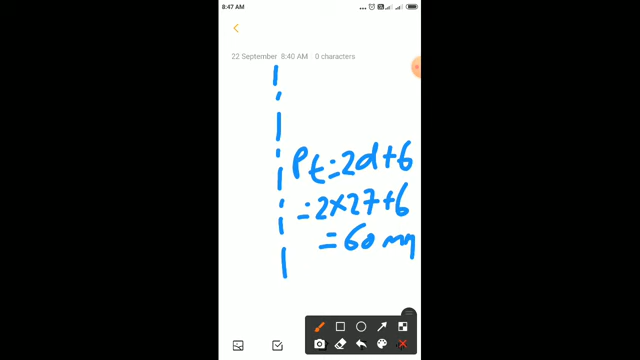 8:47 AM
22 September 8:40 AM 0 characters
Pt=2d+6
=2×27+6
=60 mm